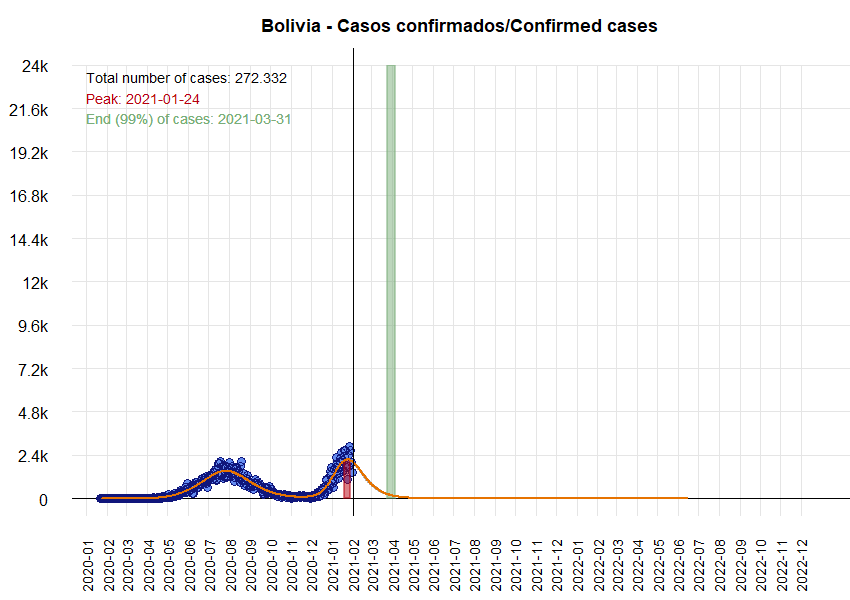 Bolivia - Casos confirmados/Confirmed cases
24k
21.6k
19.2k
16.8k
14.4k
12k
9.6k
7.2k
4.8k
2.4k
0
Total number of cases: 272.332
Peak: 2021-01-24
End (99%) of cases: 2021-03-31
2020-01
2020-02
2020-03
2020-04
2020-05
2020-06
2020-07
2020-08
2020-09
2020-10
2020-11
2020-12
2021-01
2021-02
2021-03
2021-04
2021-05
2021-06
2021-07
2021-08
2021-09
2021-10
2021-11
2021-12
2022-01
2022-02
2022-03
2022-04
2022-05
2022-06
2022-07
2022-08
2022-09
2022-10
2022-11
2022-12